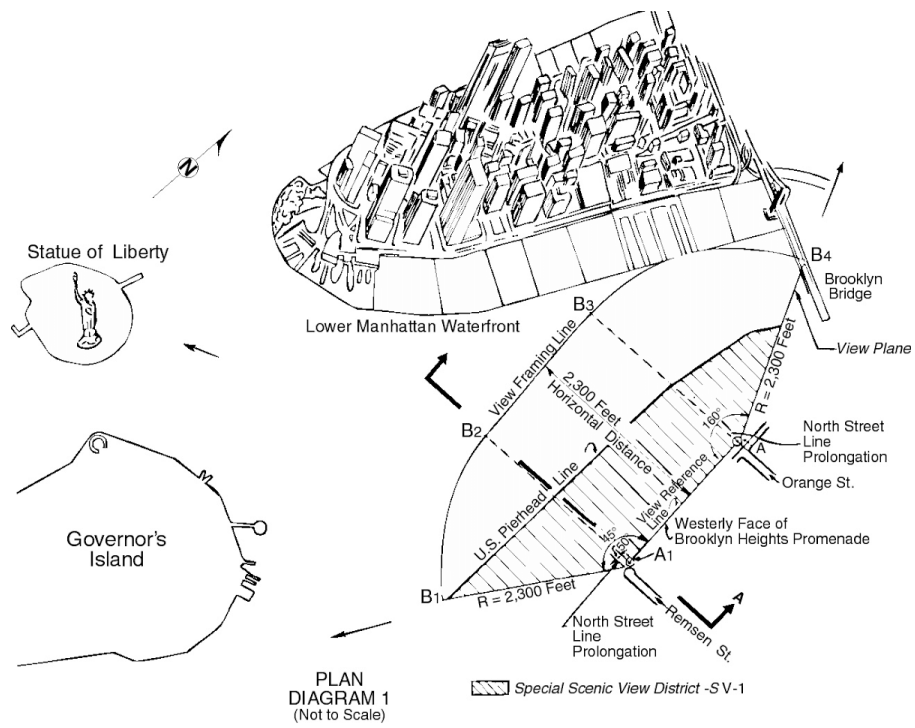 N
Statue of Liberty
Lower Manhattan Waterfront
B4
Brooklyn
Bridge
View Plane
B3
View Framing Line
2,300 Feet
Horizontal
Distance
R = 2,300 Feet
160°
A
North Street
Line
Prolongation
Orange St.
B2
U.S. Pierhead Line
View Reference
Line
Westerly Face of
Brooklyn Heights Promenade
45°
A1
Governor's
Island
B1
R = 2,300 Feet
A
Remsen St.
North Street
Line
Prolongation
PLAN
DIAGRAM 1
(Not to Scale)
Special Scenic View District -S V-1